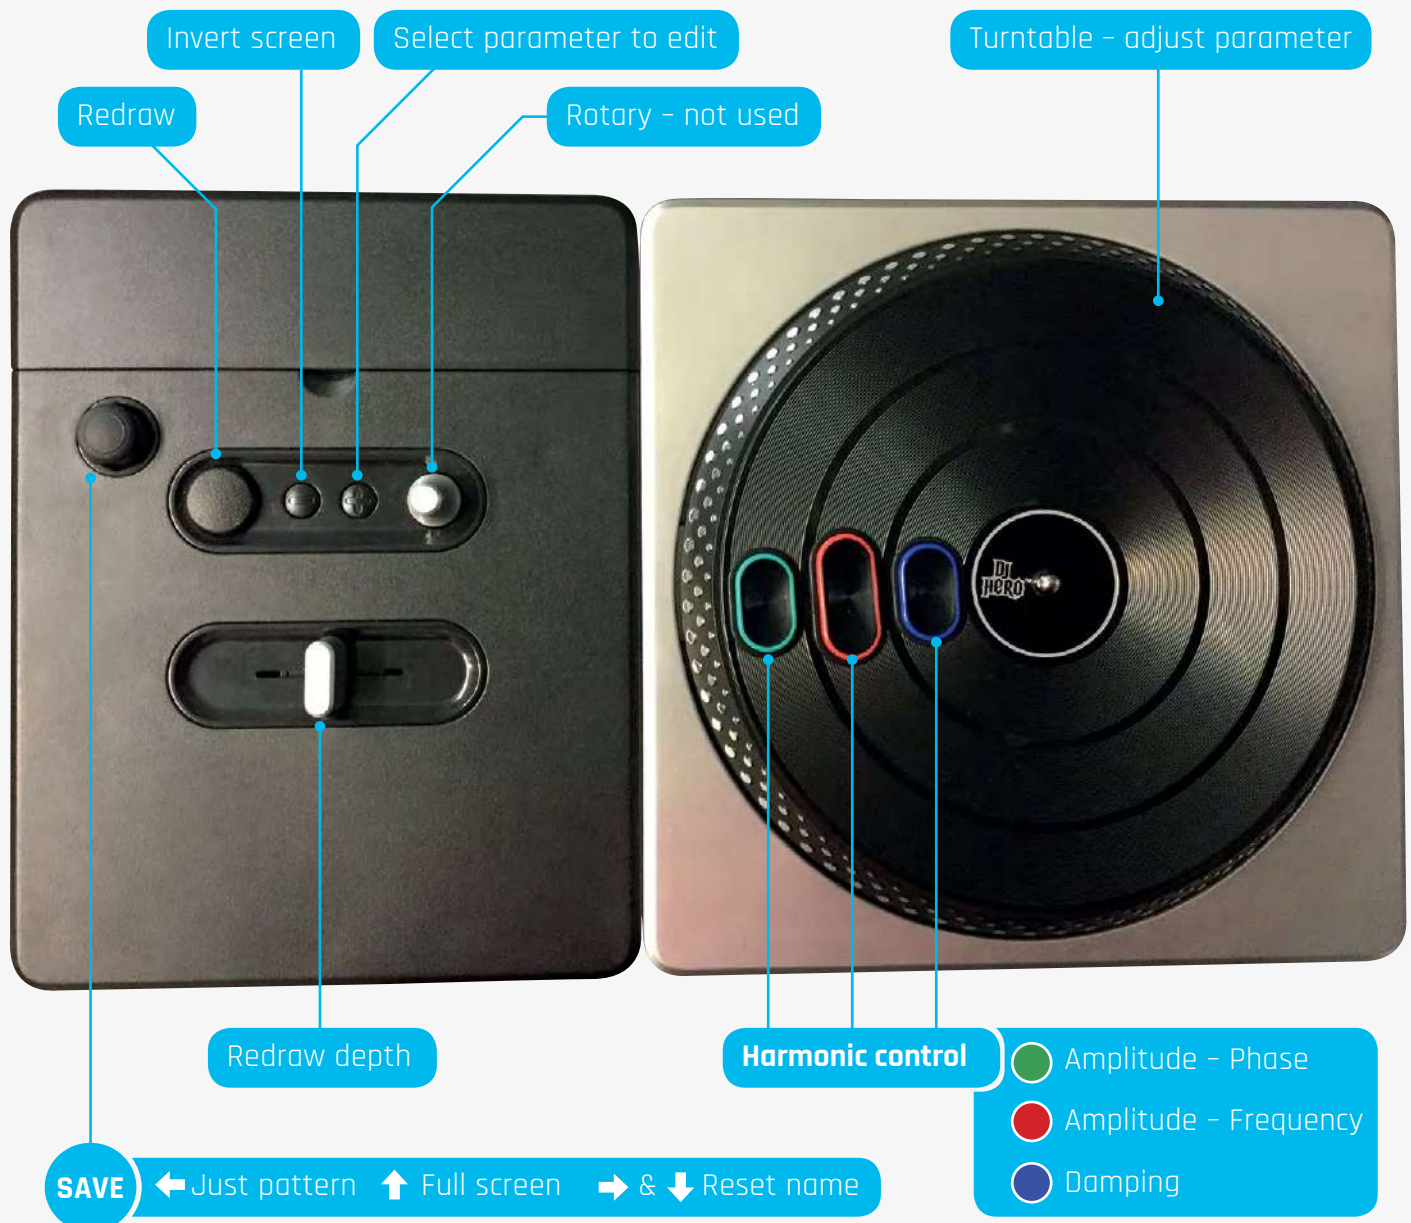 Invert screen
Select parameter to edit
Turntable – adjust parameter
Redraw
Rotary – not used
DJ
HERO
Redraw depth
Harmonic control
Amplitude – Phase
Amplitude – Frequency
Damping
SAVE
Just pattern
Full screen
&
Reset name